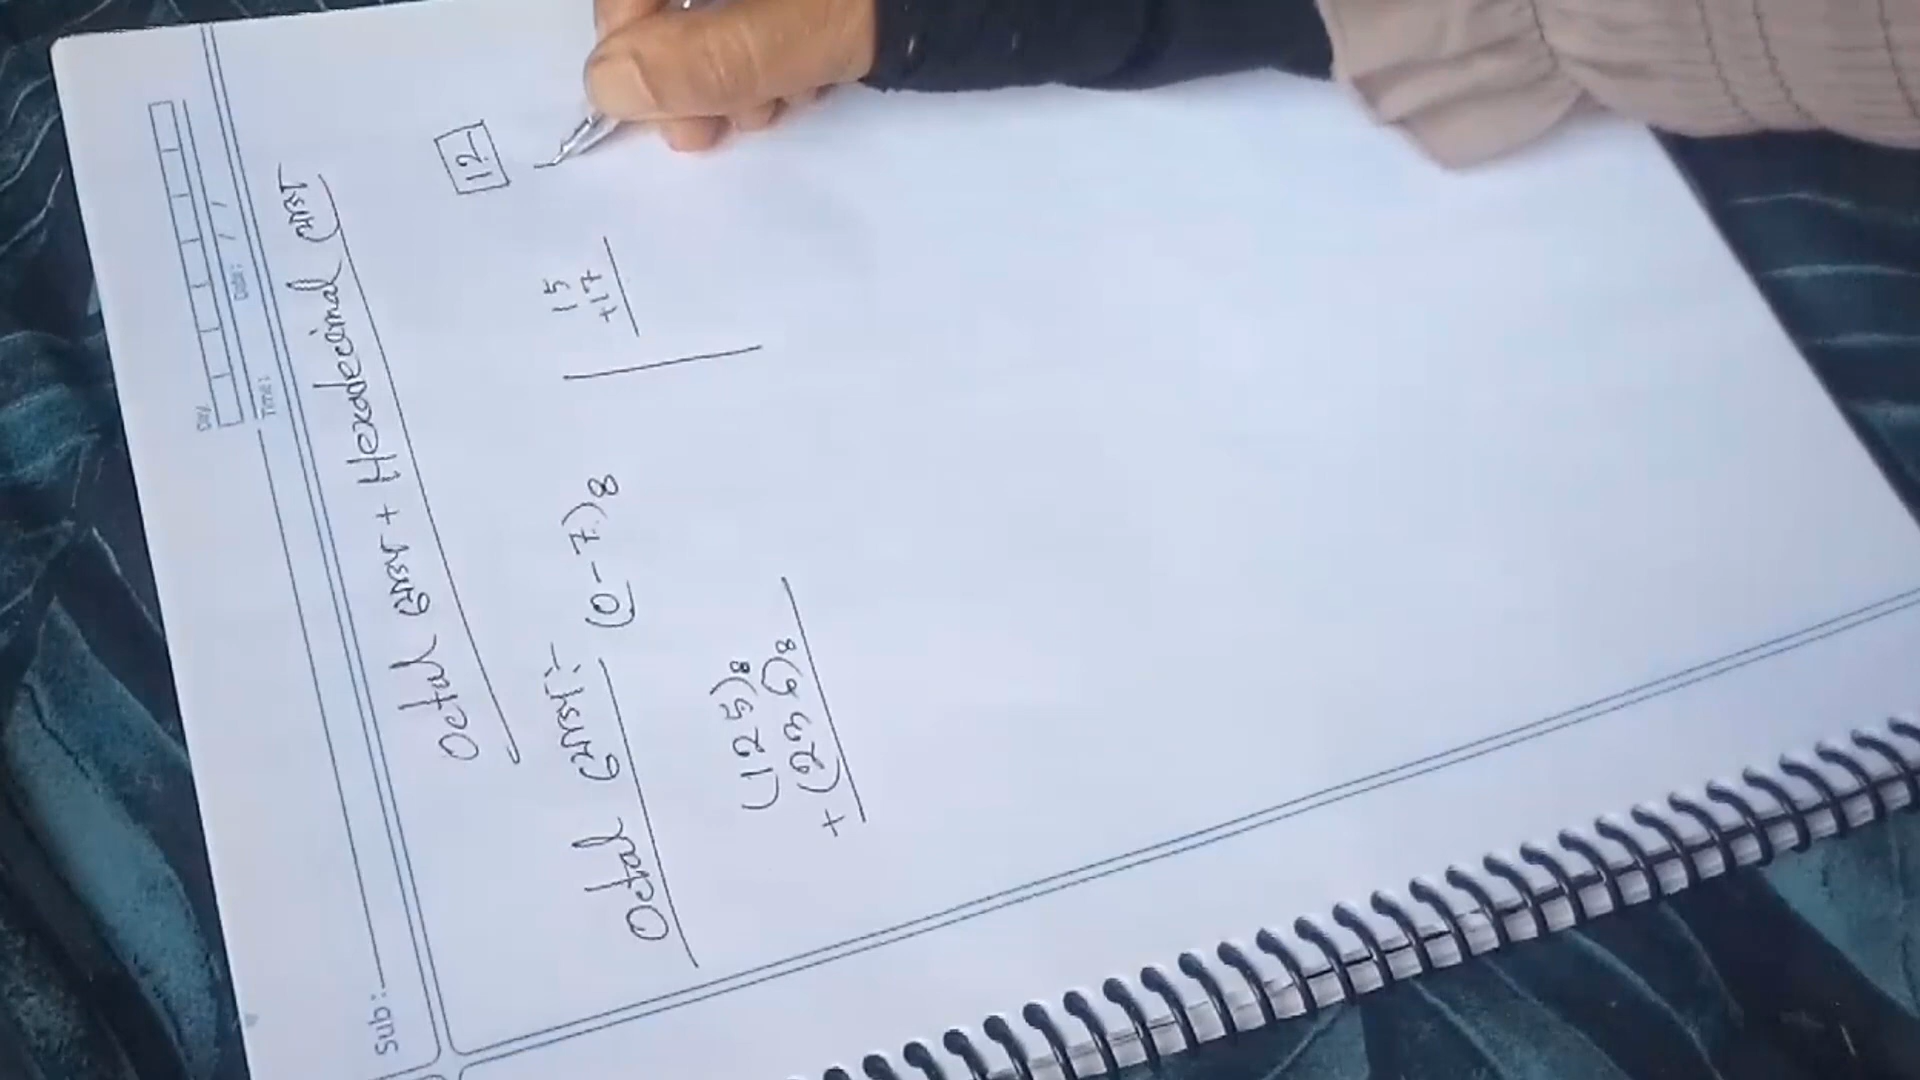 Day
Time: Date: / /
Sub:
Octal যোগ + Hexadecimal যোগ
12
Octal যোগ:- (0-7)8
15
+17
(125)8
+(236)8